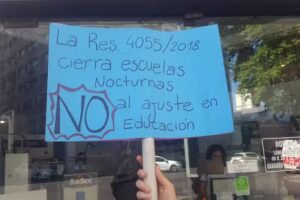 La Res. 4055/2018
cierra escuelas
Nocturnas
NO al ajuste en
Educación